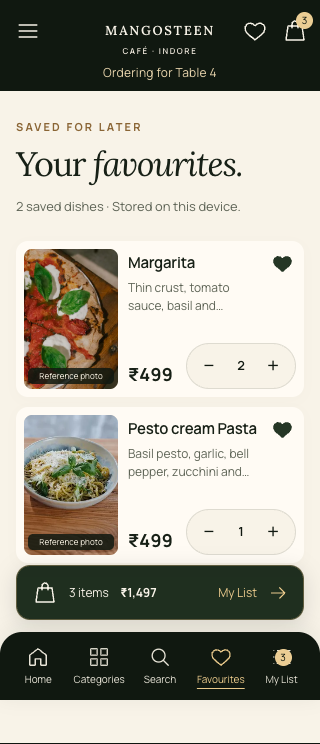 MANGOSTEEN
3
CAFÉ · INDORE
Ordering for Table 4
SAVED FOR LATER
Your favourites.
2 saved dishes · Stored on this device.
Margarita
Thin crust, tomato
sauce, basil and…
Reference photo
₹499
− 2 +
Pesto cream Pasta
Basil pesto, garlic, bell
pepper, zucchini and…
Reference photo
₹499
− 1 +
3 items ₹1,497 My List →
3
Home Categories Search Favourites My List